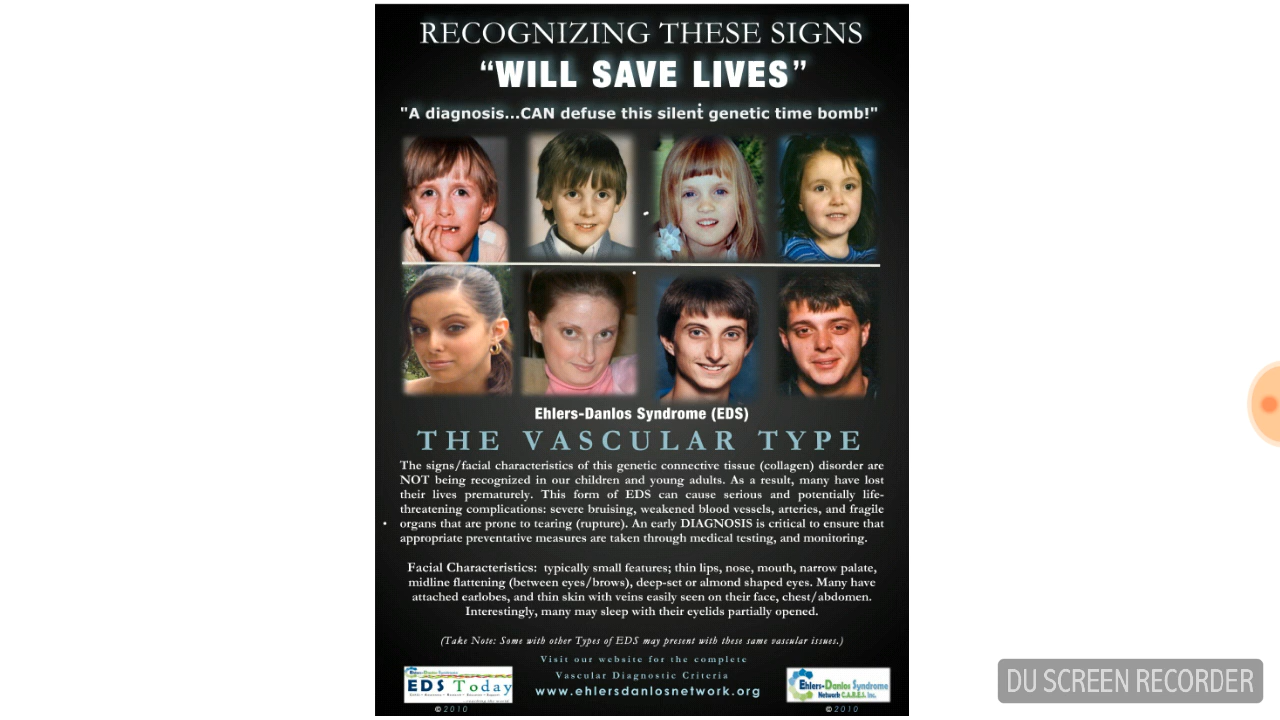 RECOGNIZING THESE SIGNS
“WILL SAVE LIVES”
"A diagnosis...CAN defuse this silent genetic time bomb!"
Ehlers-Danlos Syndrome (EDS)
THE VASCULAR TYPE
The signs/facial characteristics of this genetic connective tissue (collagen) disorder are
NOT being recognized in our children and young adults. As a result, many have lost
their lives prematurely. This form of EDS can cause serious and potentially life-
threatening complications: severe bruising, weakened blood vessels, arteries, and fragile
organs that are prone to tearing (rupture). An early DIAGNOSIS is critical to ensure that
appropriate preventative measures are taken through medical testing, and monitoring.
Facial Characteristics: typically small features; thin lips, nose, mouth, narrow palate,
midline flattening (between eyes/brows), deep-set or almond shaped eyes. Many have
attached earlobes, and thin skin with veins easily seen on their face, chest/abdomen.
Interestingly, many may sleep with their eyelids partially opened.
(Take Note: Some with other Types of EDS may present with these same vascular issues.)
Visit our website for the complete
Vascular Diagnostic Criteria
www.ehlersdanlosnetwork.org
Ehlers-Danlos Syndrome
EDS Today
©2010
Ehlers-Danlos Syndrome
Network C.A.R.E.S. Inc.
©2010
DU SCREEN RECORDER